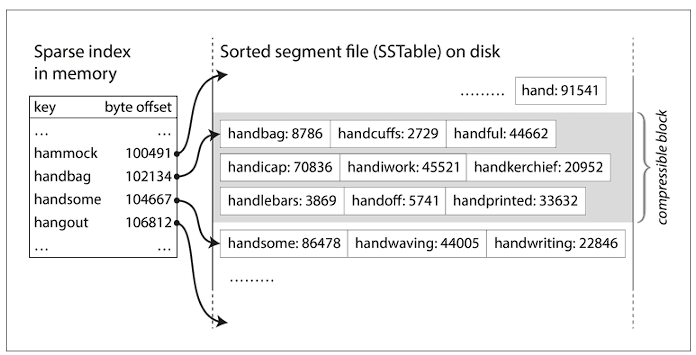 Sparse index
in memory
key byte offset
... ...
hammock 100491
handbag 102134
handsome 104667
hangout 106812
... ...
Sorted segment file (SSTable) on disk
......... hand: 91541
handbag: 8786 handcuffs: 2729 handful: 44662
handicap: 70836 handiwork: 45521 handkerchief: 20952
handlebars: 3869 handoff: 5741 handprinted: 33632
handsome: 86478 handwaving: 44005 handwriting: 22846
.........
compressible block